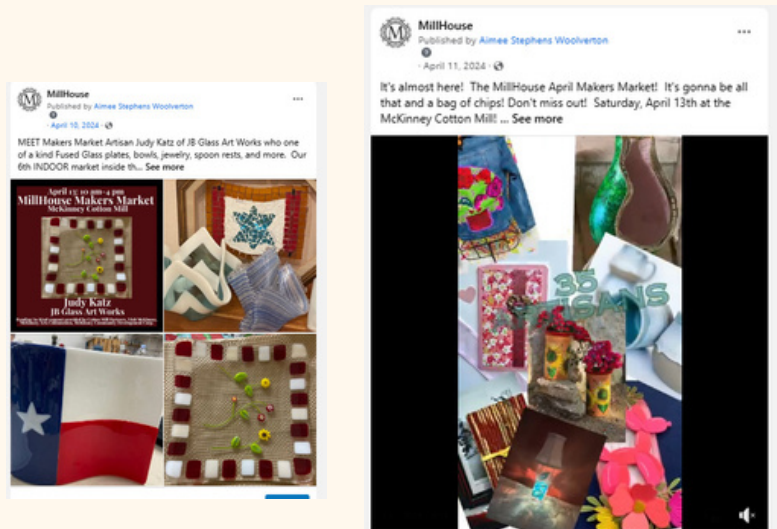 MillHouse
Published by Aimee Stephens Woolverton
· April 10, 2024 ·
MEET Makers Market Artisan Judy Katz of JB Glass Art Works who one
of a kind Fused Glass plates, bowls, jewelry, spoon rests, and more. Our
6th INDOOR market inside th... See more
April 13; 10 am-4 pm
MillHouse Makers Market
McKinney Cotton Mill
Judy Katz
JB Glass Art Works
MillHouse
Published by Aimee Stephens Woolverton
· April 11, 2024 ·
It's almost here! The MillHouse April Makers Market! It's gonna be all
that and a bag of chips! Don't miss out! Saturday, April 13th at the
McKinney Cotton Mill! ... See more
35
ARTISANS